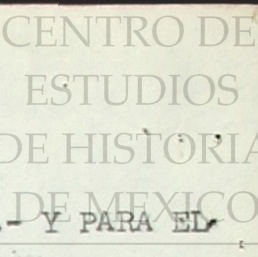 CENTRO DE
ESTUDIOS
DE HISTORIA
DE MEXICO
.- Y PARA EL